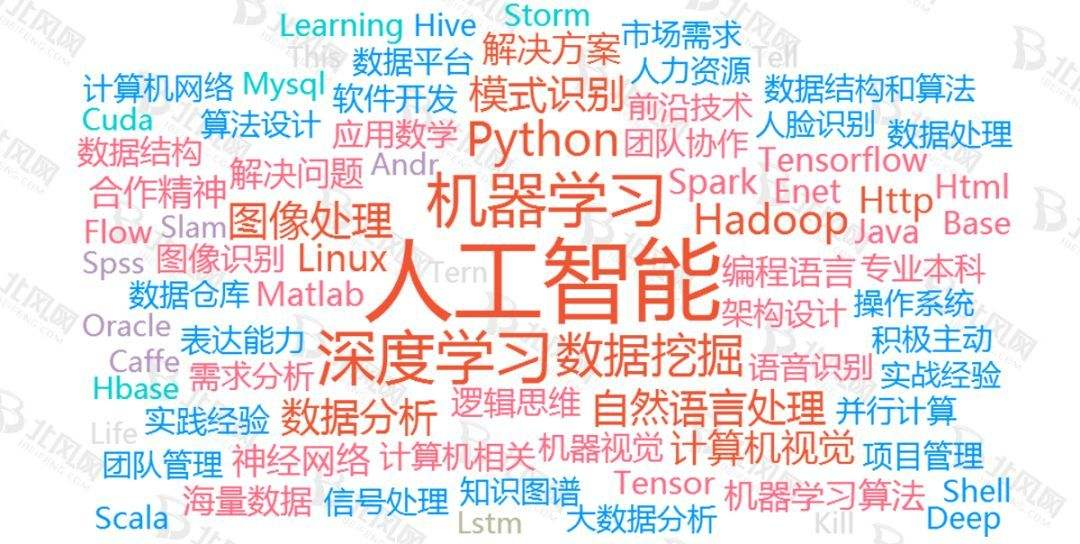 Storm
Learning Hive
解决方案
市场需求
This
数据平台
Tell
计算机网络
Mysql
软件开发
模式识别
人力资源
数据结构和算法
前沿技术
Cuda
算法设计
应用数学
Python
团队协作
人脸识别
数据处理
数据结构
解决问题
Andr
机器学习
Spark
Tensorflow
合作精神
Enet
Http
Html
Flow
Slam
图像处理
Hadoop
Java
Base
Spss
图像识别
Linux
人工智能
Tern
编程语言
专业本科
数据仓库
Matlab
架构设计
操作系统
Oracle
表达能力
深度学习
数据挖掘
积极主动
Caffe
需求分析
语音识别
实战经验
Hbase
实践经验
数据分析
逻辑思维
自然语言处理
并行计算
Life
团队管理
神经网络
计算机相关
机器视觉
计算机视觉
项目管理
海量数据
信号处理
知识图谱
Tensor
机器学习算法
Shell
Scala
Lstm
大数据分析
Kill
Deep
北风网
IBEIFENG.COM